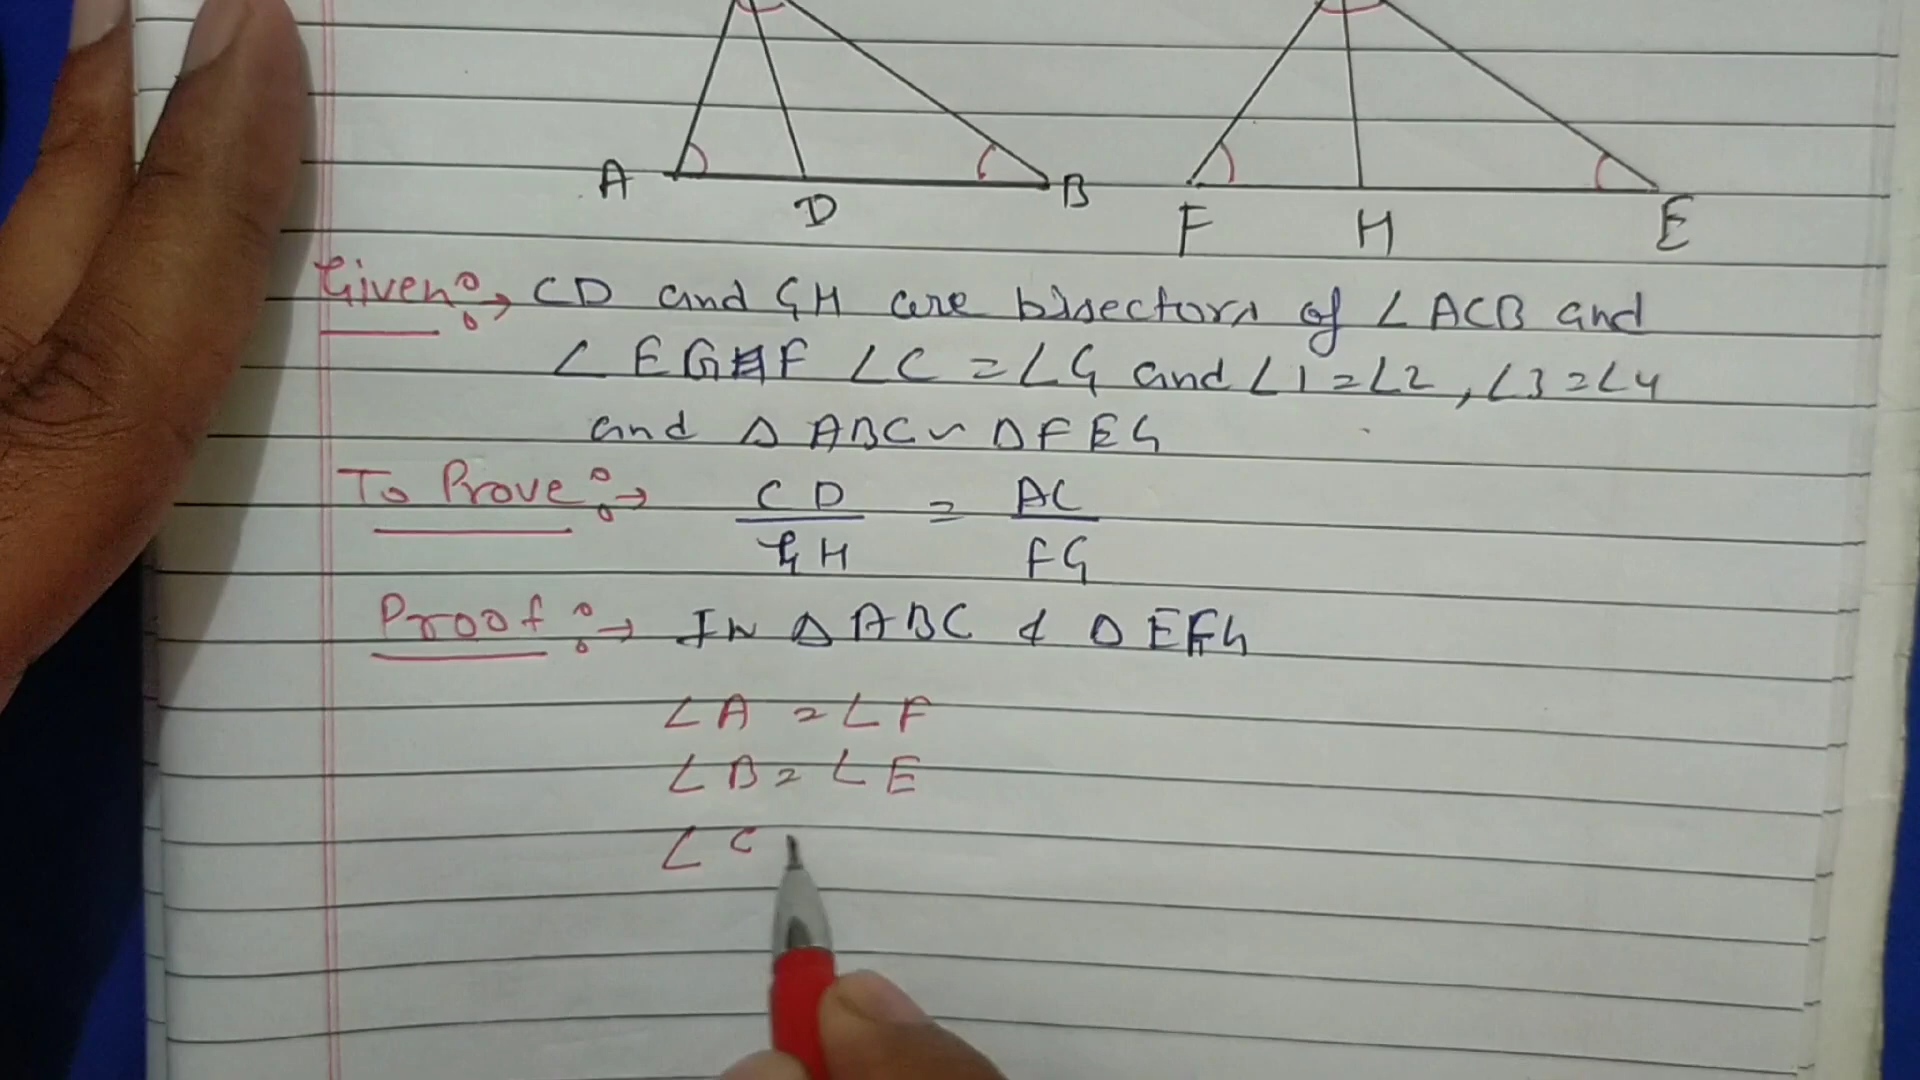 A D B F H E
Given :→ CD and GH are bisectors of ∠ACB and
∠EGF ∠C = ∠G and ∠1 = ∠2, ∠3 = ∠4
and Δ ABC ~ Δ FEG
To Prove :→ CD/GH = AC/FG
Proof :→ IN Δ ABC & Δ EFG
∠A = ∠F
∠B = ∠E
∠C